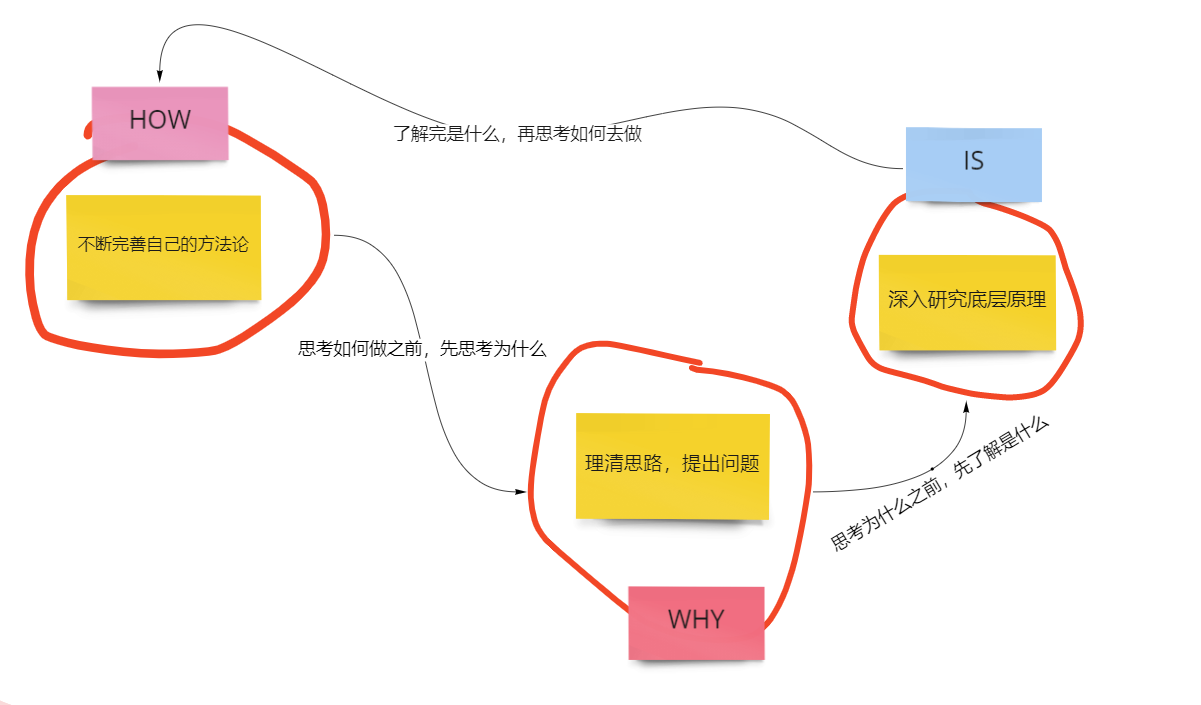 HOW
了解完是什么，再思考如何去做
IS
不断完善自己的方法论
深入研究底层原理
思考如何做之前，先思考为什么
理清思路，提出问题
思考为什么之前，先了解是什么
WHY